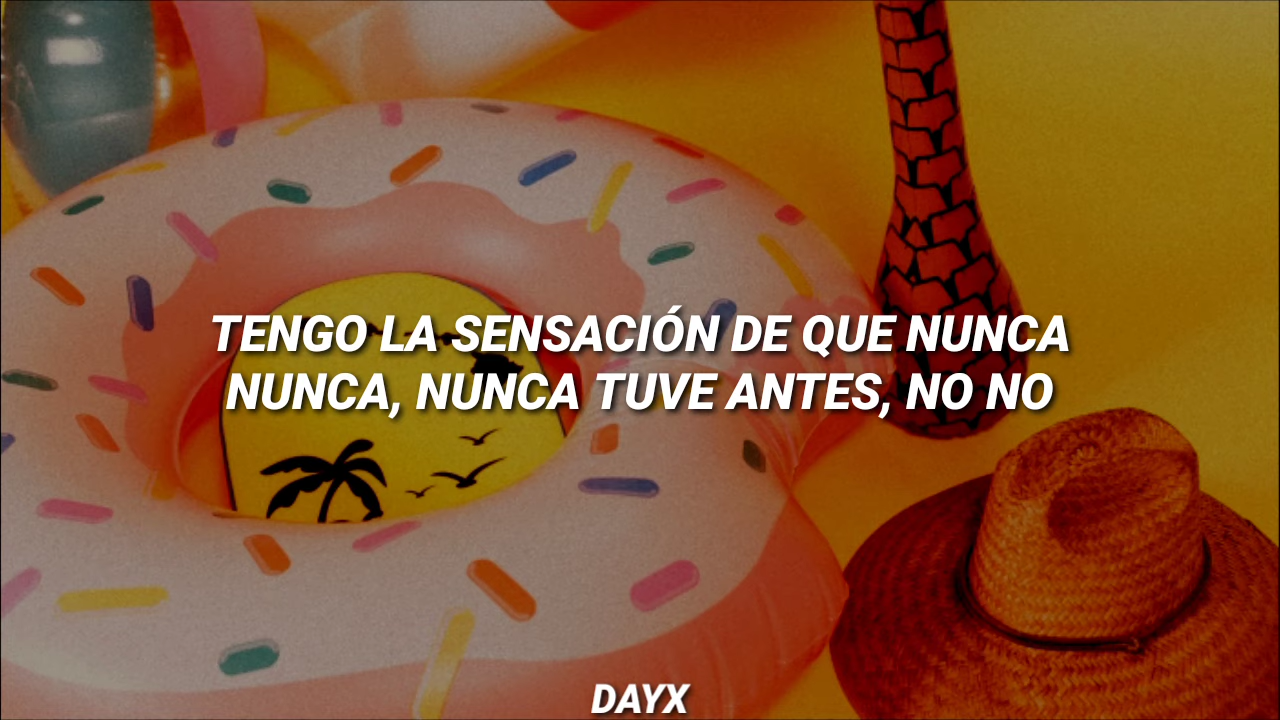 TENGO LA SENSACIÓN DE QUE NUNCA
NUNCA, NUNCA TUVE ANTES, NO NO
DAYX